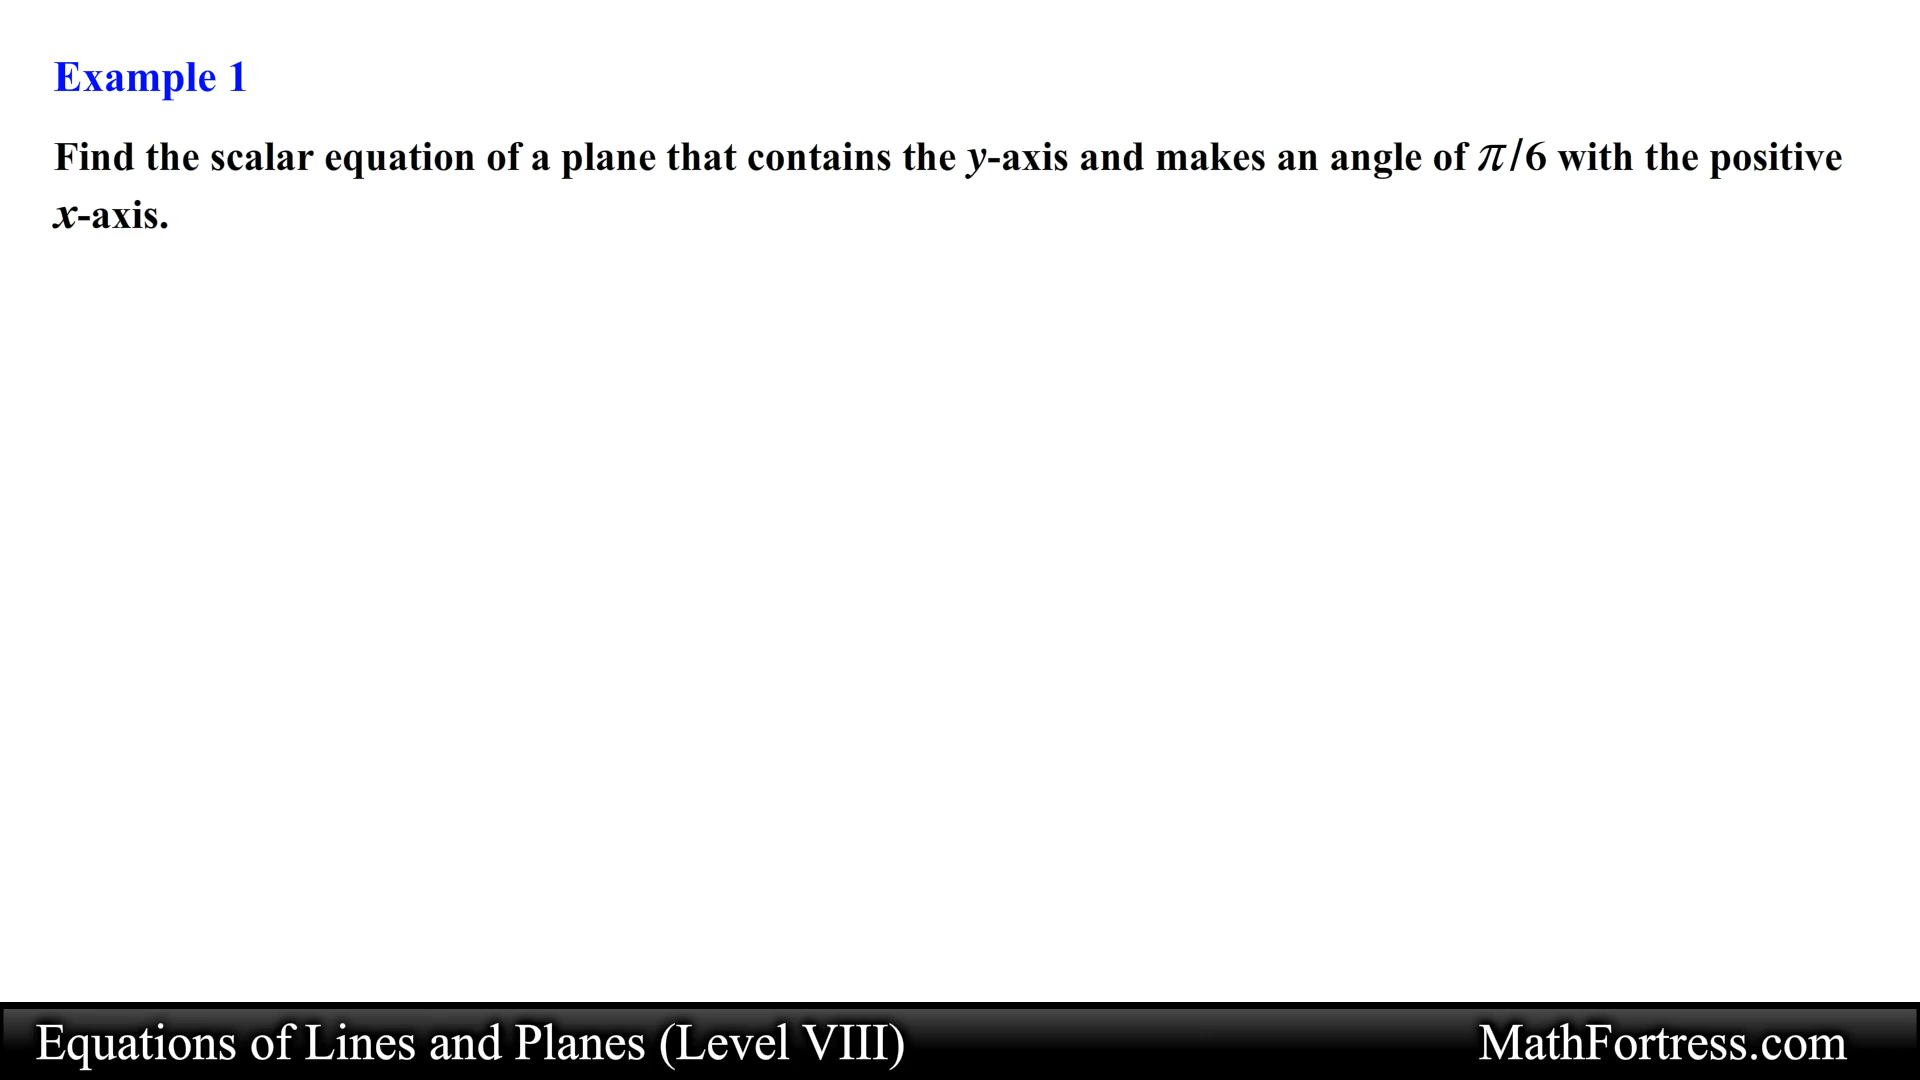 Example 1
Find the scalar equation of a plane that contains the y-axis and makes an angle of π/6 with the positive
x-axis.
Equations of Lines and Planes (Level VIII)
MathFortress.com